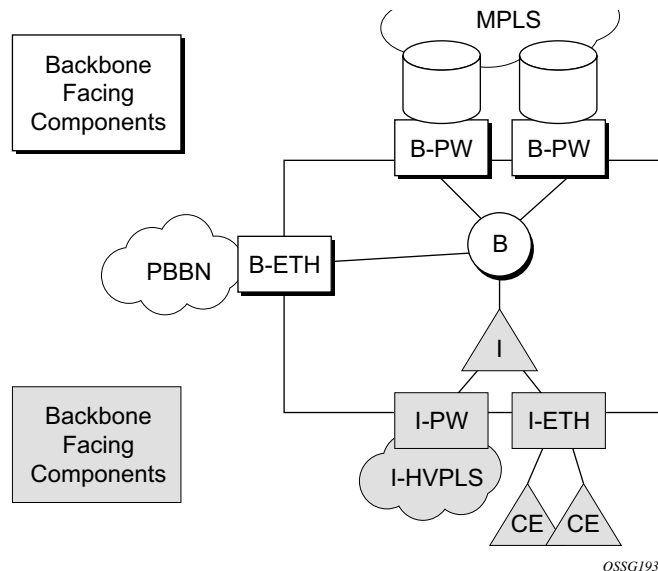 MPLS
Backbone
Facing
Components
B-PW
B-PW
B
PBBN
B-ETH
I
Backbone
Facing
Components
I-PW
I-ETH
I-HVPLS
CE
CE
OSSG193